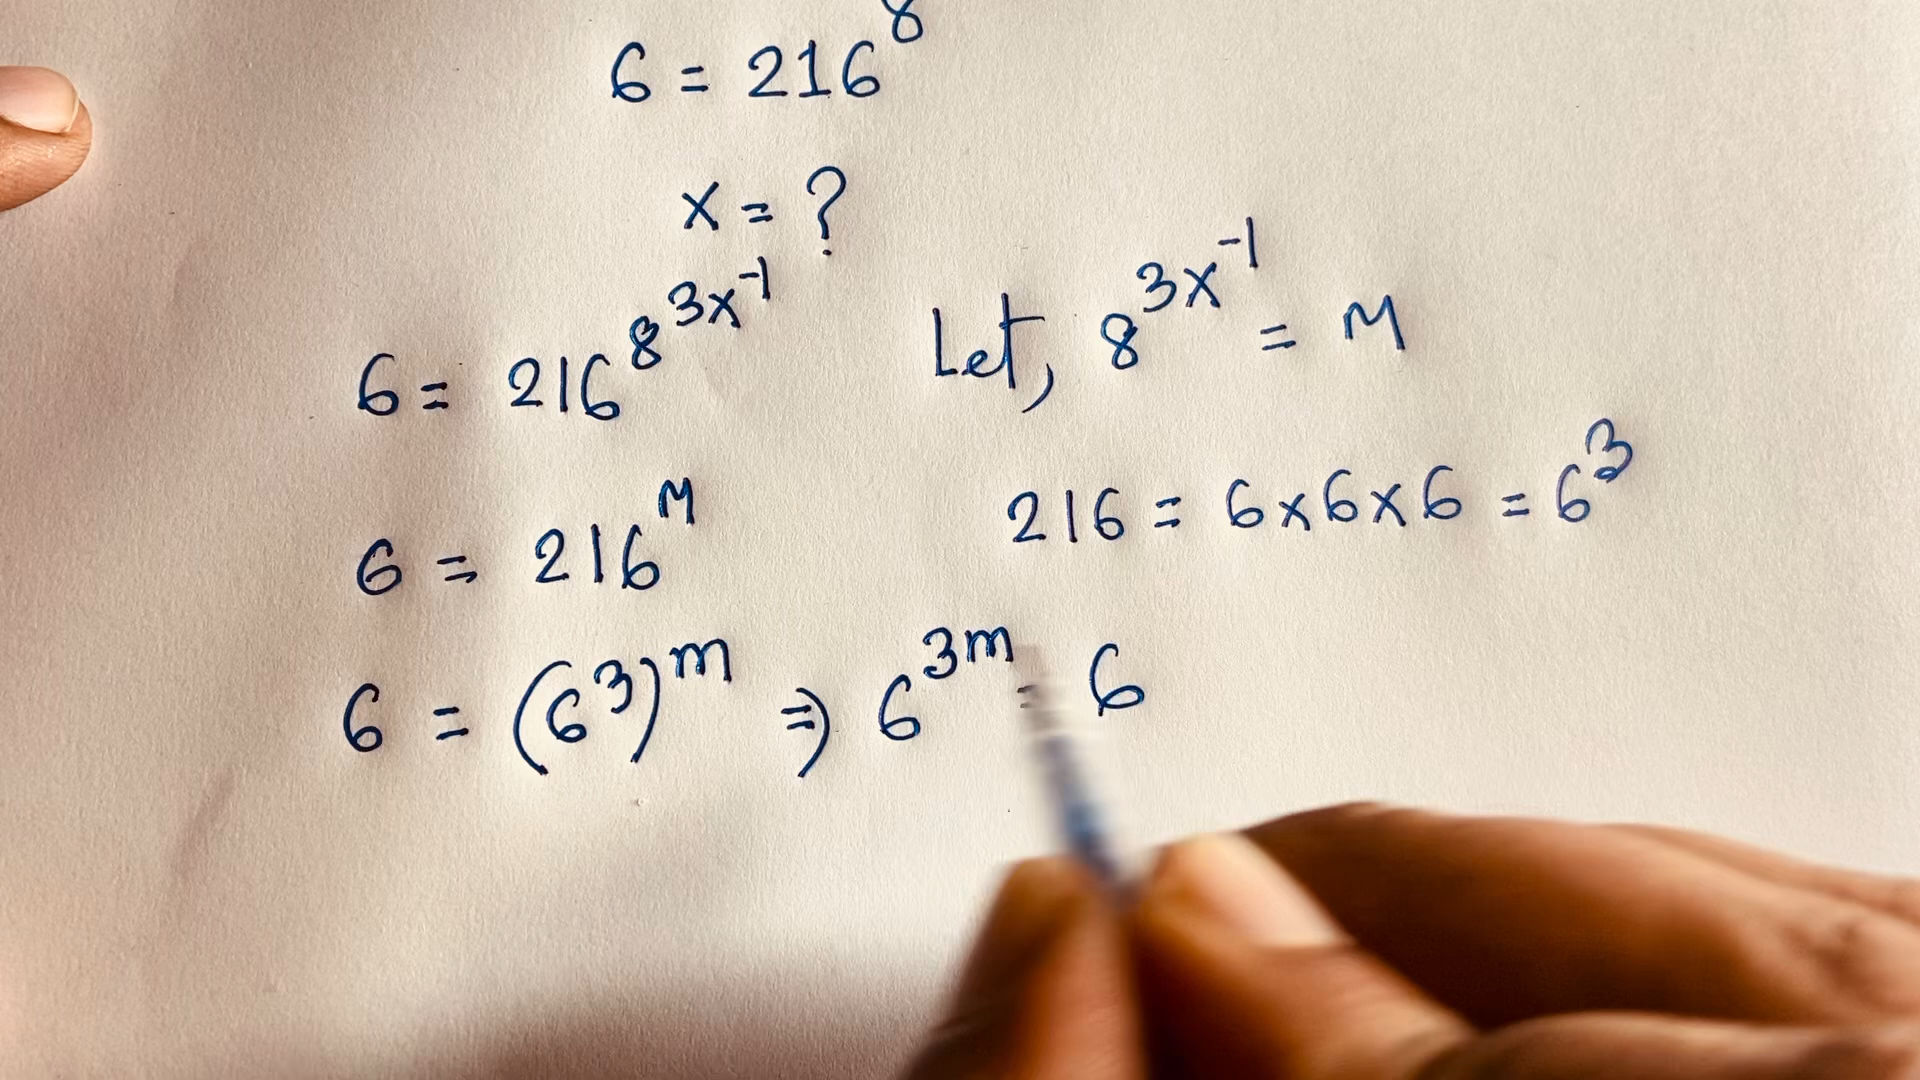 6 = 216^8
x = ?
6 = 216^8^3x^-1
Let, 8^3x^-1 = M
6 = 216^M
216 = 6x6x6 = 6^3
6 = (6^3)^m ⇒ 6^3m = 6